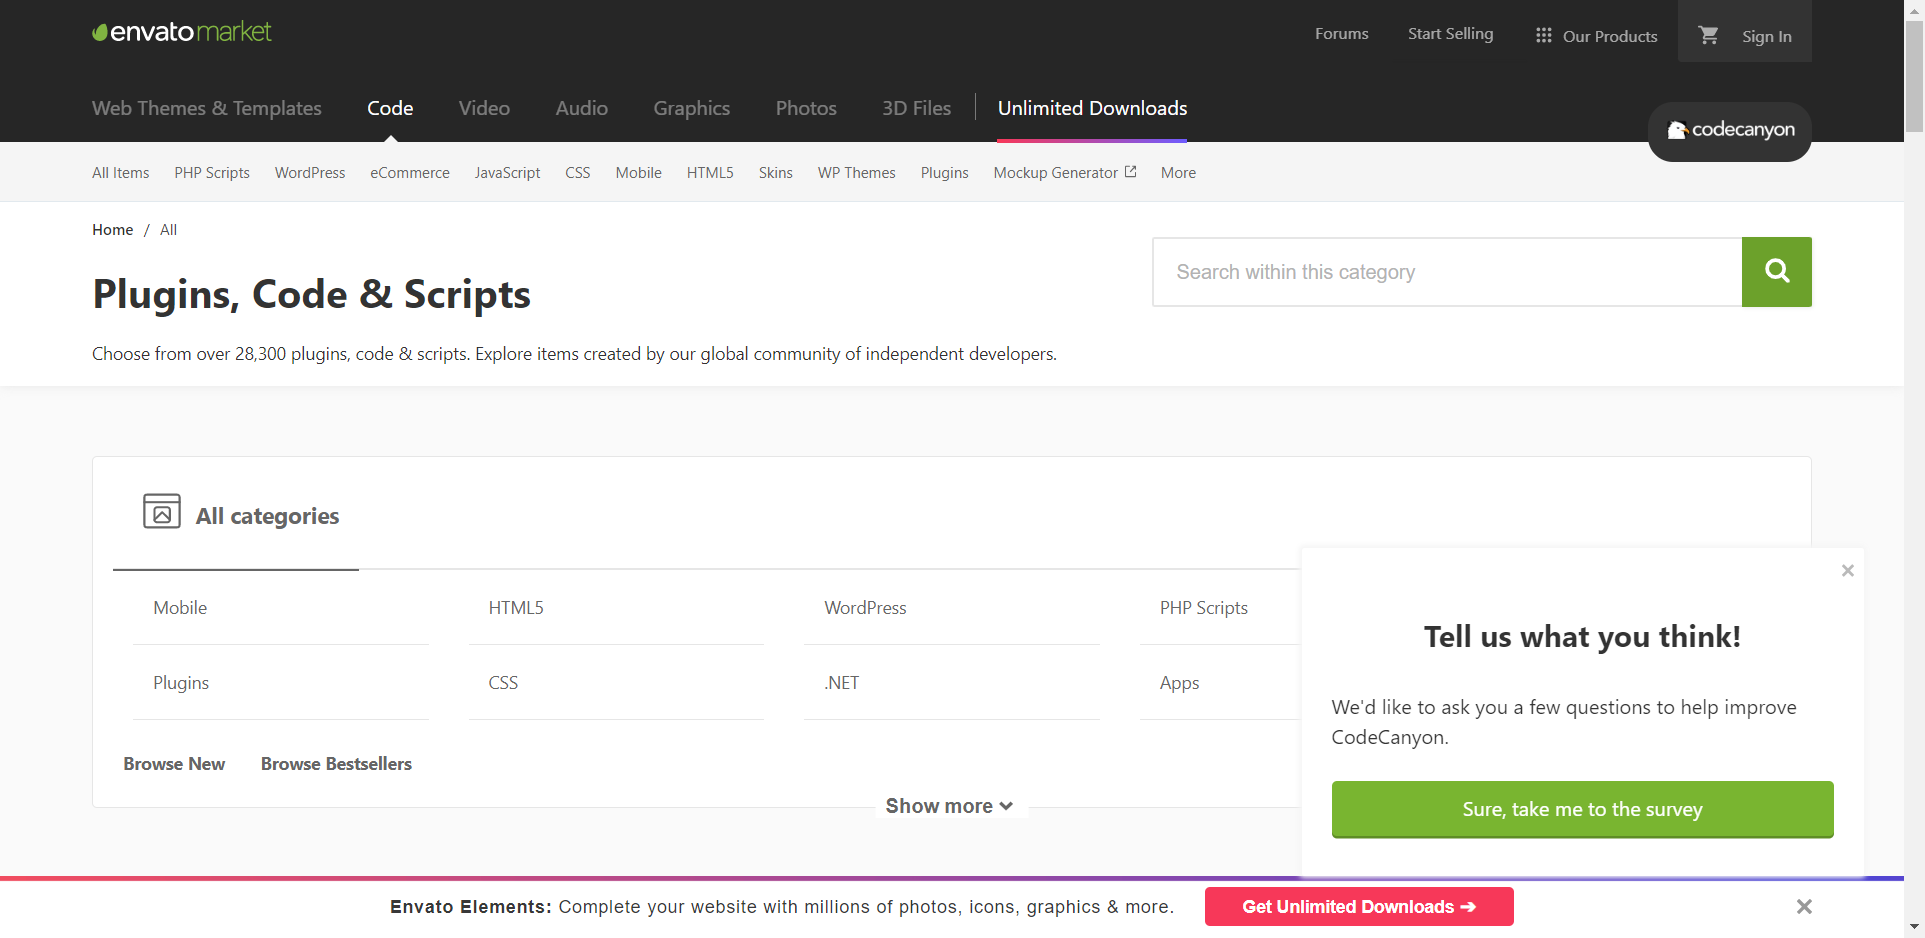 envato market
Forums
Start Selling
Our Products
Sign In
Web Themes & Templates
Code
Video
Audio
Graphics
Photos
3D Files
Unlimited Downloads
codecanyon
All Items
PHP Scripts
WordPress
eCommerce
JavaScript
CSS
Mobile
HTML5
Skins
WP Themes
Plugins
Mockup Generator
More
Home / All
Plugins, Code & Scripts
Search within this category
Choose from over 28,300 plugins, code & scripts. Explore items created by our global community of independent developers.
All categories
Mobile
HTML5
WordPress
PHP Scripts
Plugins
CSS
.NET
Apps
Browse New
Browse Bestsellers
Show more
Tell us what you think!
We'd like to ask you a few questions to help improve
CodeCanyon.
Sure, take me to the survey
Envato Elements: Complete your website with millions of photos, icons, graphics & more.
Get Unlimited Downloads ➔